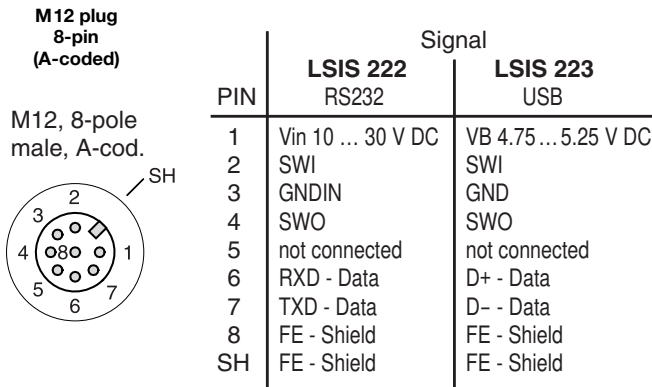 M12 plug
8-pin
(A-coded)
M12, 8-pole
male, A-cod.
SH
2
3
4
8
1
5
6
7
Signal
LSIS 222 LSIS 223
PIN RS232 USB
1 Vin 10 … 30 V DC VB 4.75 … 5.25 V DC
2 SWI SWI
3 GNDIN GND
4 SWO SWO
5 not connected not connected
6 RXD - Data D+ - Data
7 TXD - Data D– - Data
8 FE - Shield FE - Shield
SH FE - Shield FE - Shield